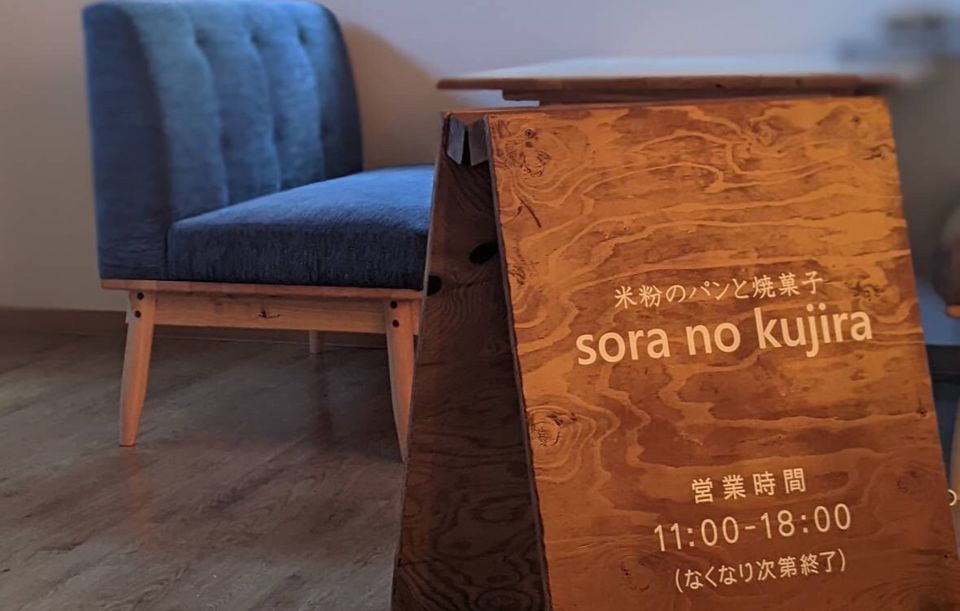 米粉のパンと焼菓子
sora no kujira
営業時間
11:00-18:00
(なくなり次第終了)